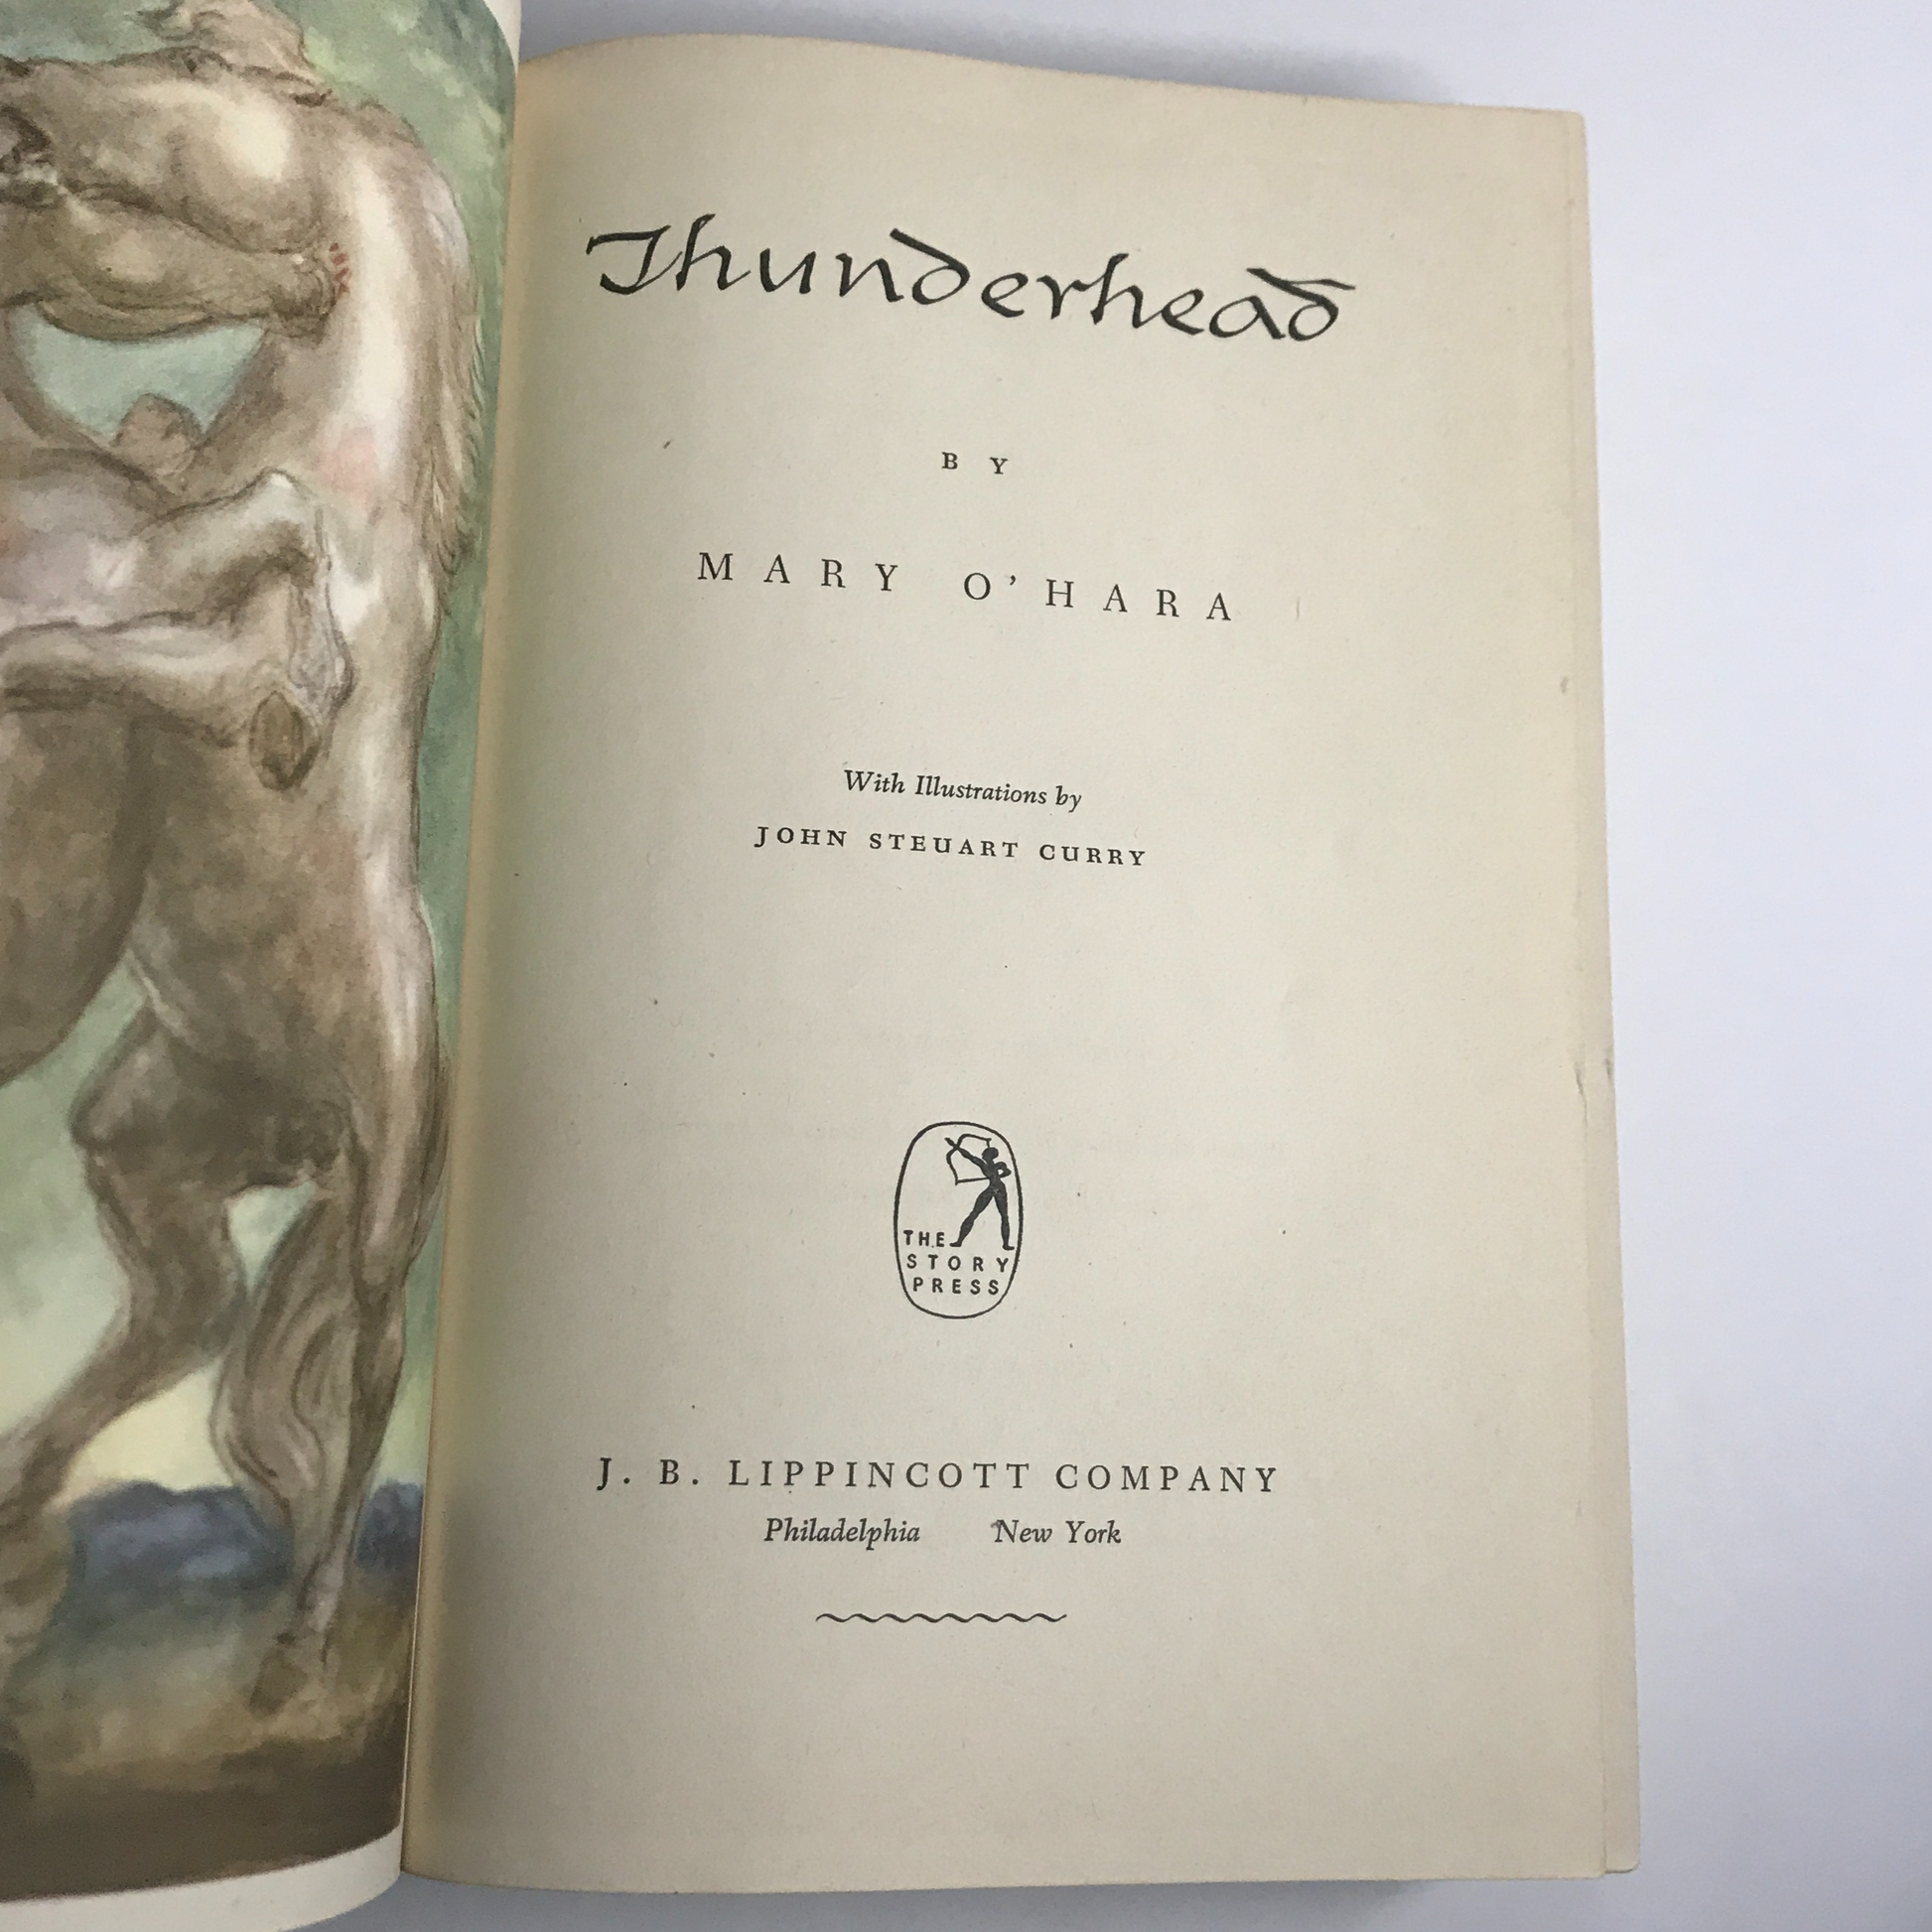 Thunderhead
BY
MARY O'HARA
With Illustrations by
JOHN STEUART CURRY
THE
STORY
PRESS
J. B. LIPPINCOTT COMPANY
Philadelphia New York